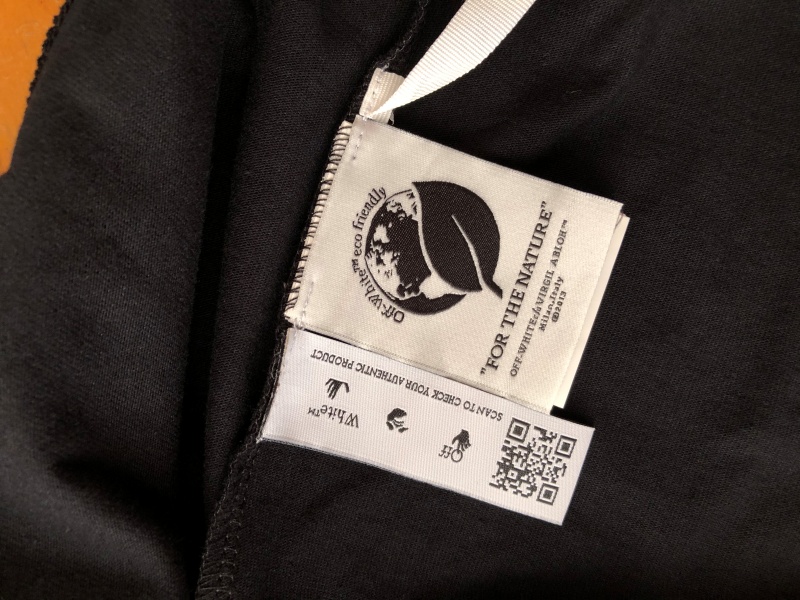 Off-White™ eco friendly
"FOR THE NATURE"
OFF-WHITE c/o VIRGIL ABLOH™
Milan, Italy
©2013
SCAN TO CHECK YOUR AUTHENTIC PRODUCT
Off
White™